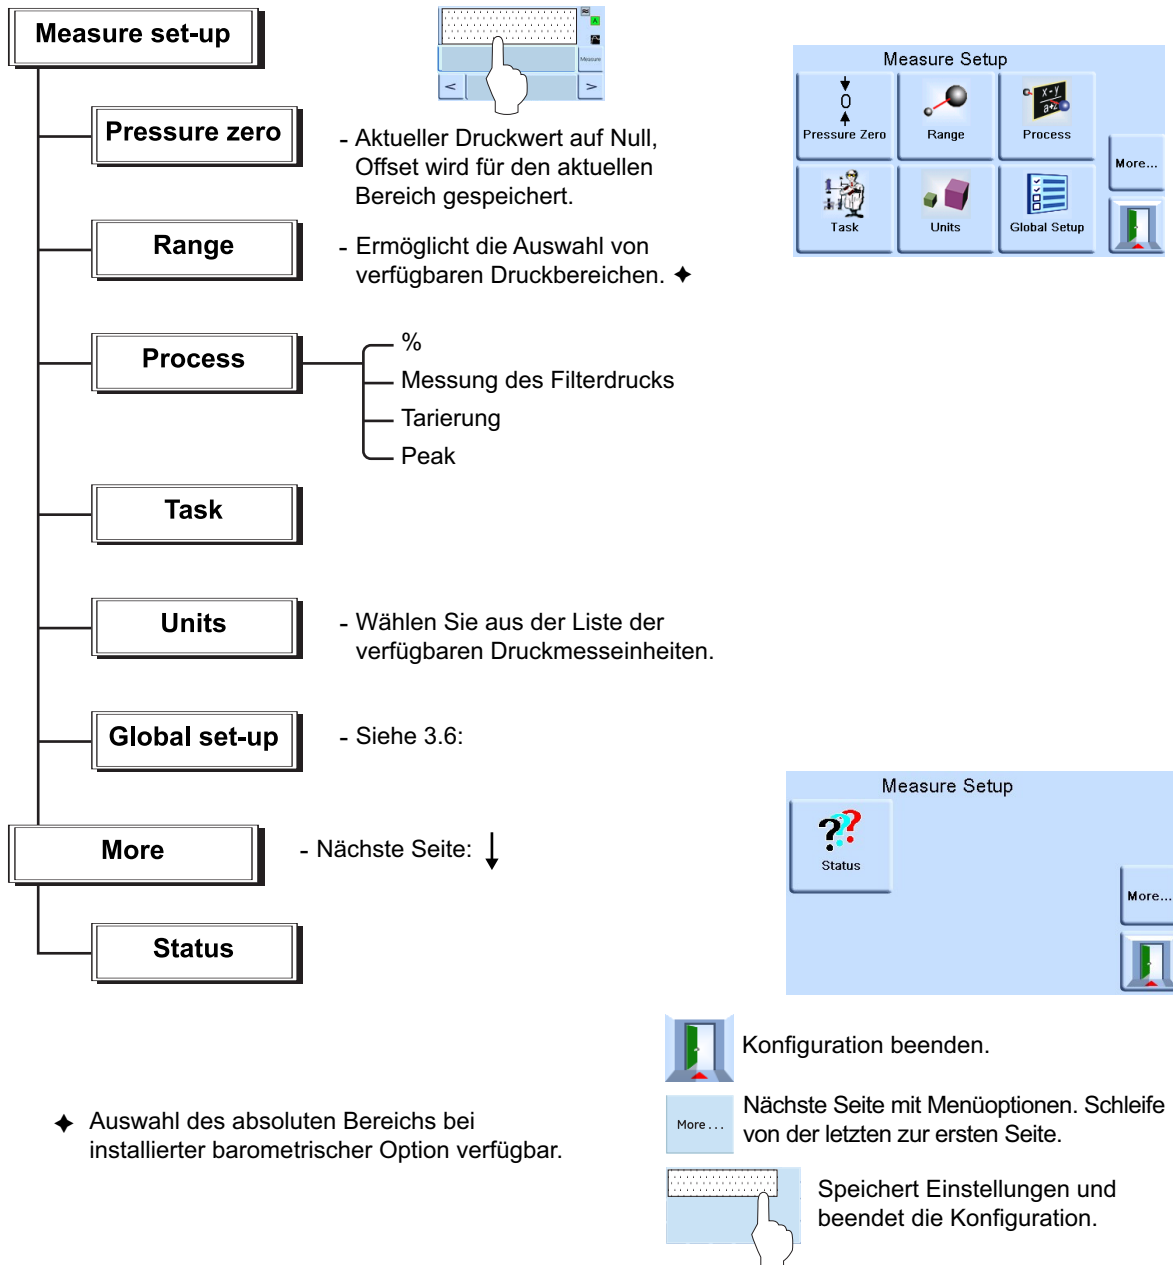 Measure set-up
Measure
<
>
Pressure zero
- Aktueller Druckwert auf Null,
Offset wird für den aktuellen
Bereich gespeichert.
Range
- Ermöglicht die Auswahl von
verfügbaren Druckbereichen. ✦
Process
%
Messung des Filterdrucks
Tarierung
Peak
Task
Units
- Wählen Sie aus der Liste der
verfügbaren Druckmesseinheiten.
Global set-up
- Siehe 3.6:
More
- Nächste Seite: ↓
Status
Measure Setup
0
Pressure Zero
Range
x-y
Process
Task
Units
Global Setup
More...
Measure Setup
???
Status
More...
Konfiguration beenden.
More ...
Nächste Seite mit Menüoptionen. Schleife
von der letzten zur ersten Seite.
Speichert Einstellungen und
beendet die Konfiguration.
✦ Auswahl des absoluten Bereichs bei
installierter barometrischer Option verfügbar.